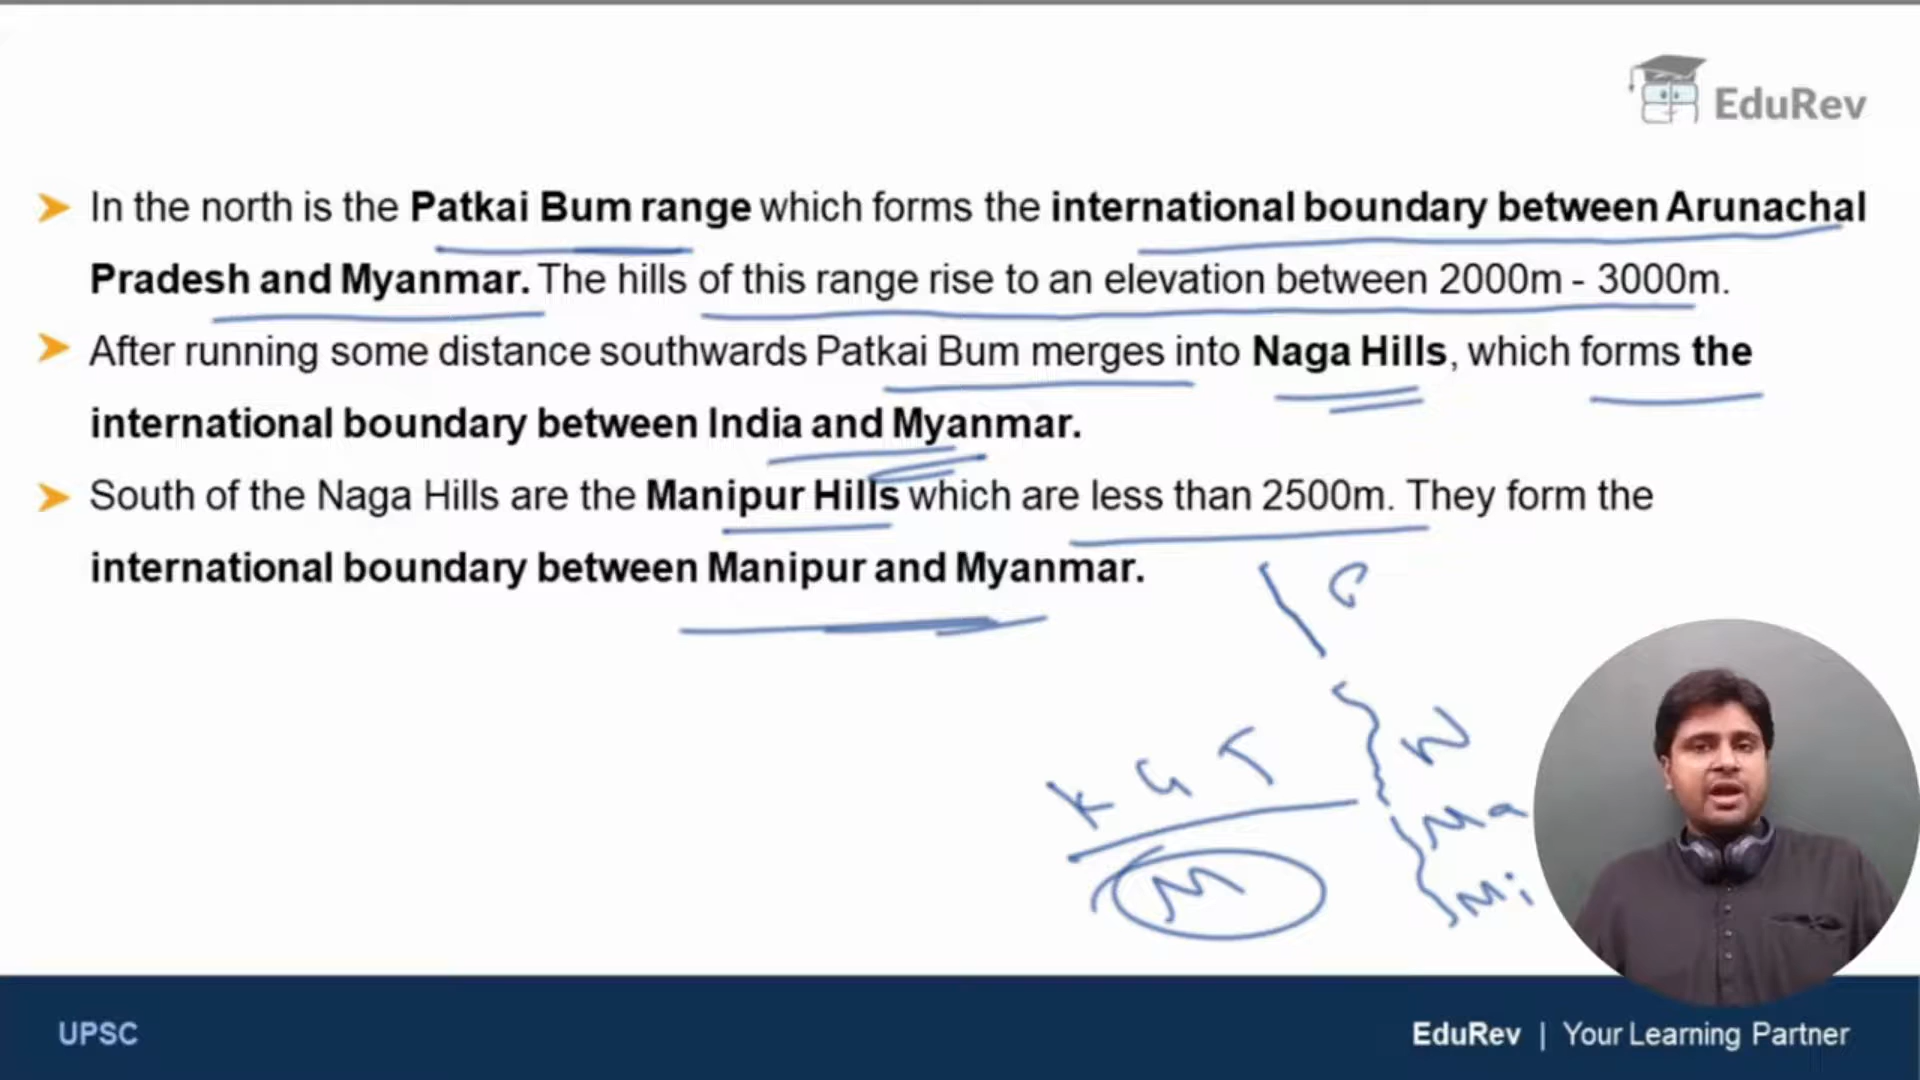 EduRev
In the north is the Patkai Bum range which forms the international boundary between Arunachal
Pradesh and Myanmar. The hills of this range rise to an elevation between 2000m - 3000m.
After running some distance southwards Patkai Bum merges into Naga Hills, which forms the
international boundary between India and Myanmar.
South of the Naga Hills are the Manipur Hills which are less than 2500m. They form the
international boundary between Manipur and Myanmar.
N
K G T
Ma
M
Mi
UPSC
EduRev | Your Learning Partner